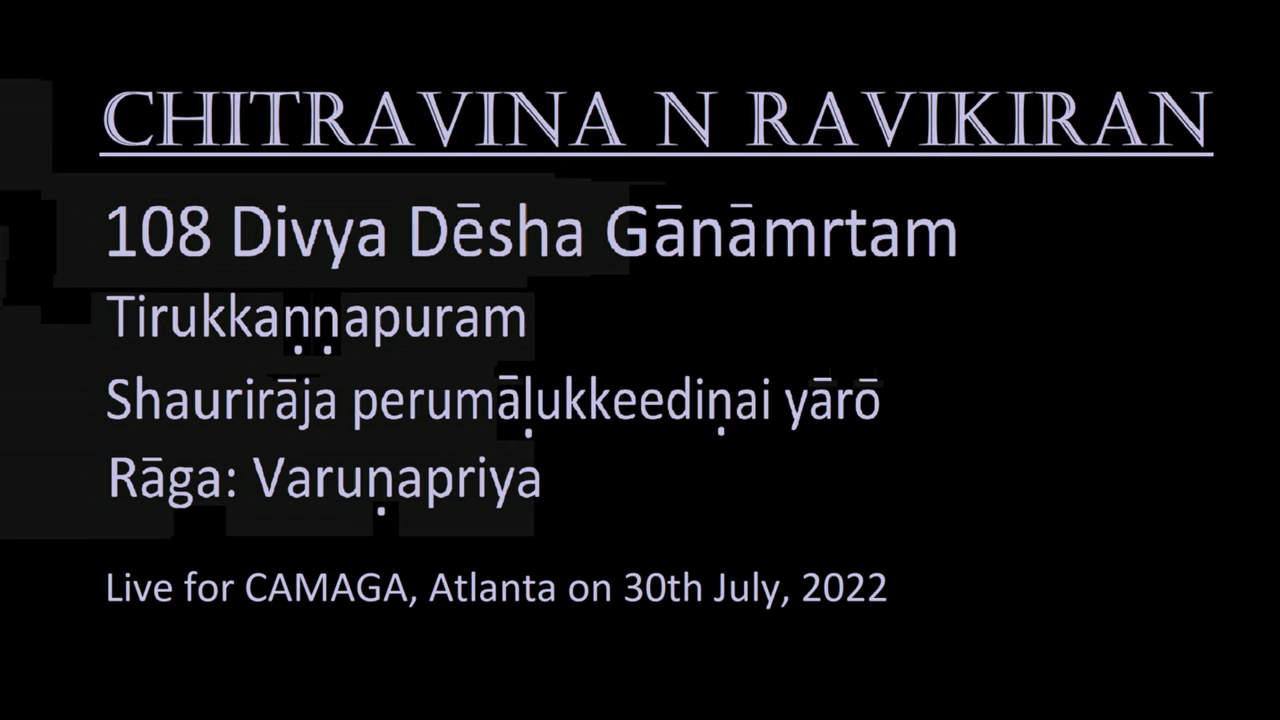 CHITRAVINA N RAVIKIRAN
108 Divya Dēsha Gānāmrtam
Tirukkaṇṇapuram
Shaurirāja perumāḷukkeediṇai yārō
Rāga: Varuṇapriya
Live for CAMAGA, Atlanta on 30th July, 2022